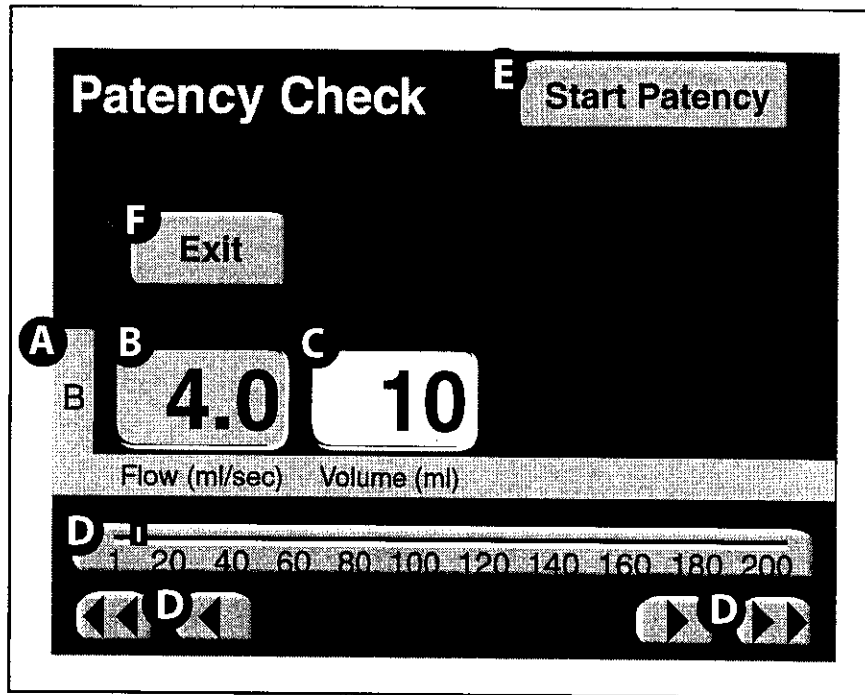 Patency Check
E Start Patency
F Exit
A B B 4.0 C 10
Flow (ml/sec) Volume (ml)
D 1 20 40 60 80 100 120 140 160 180 200
D D